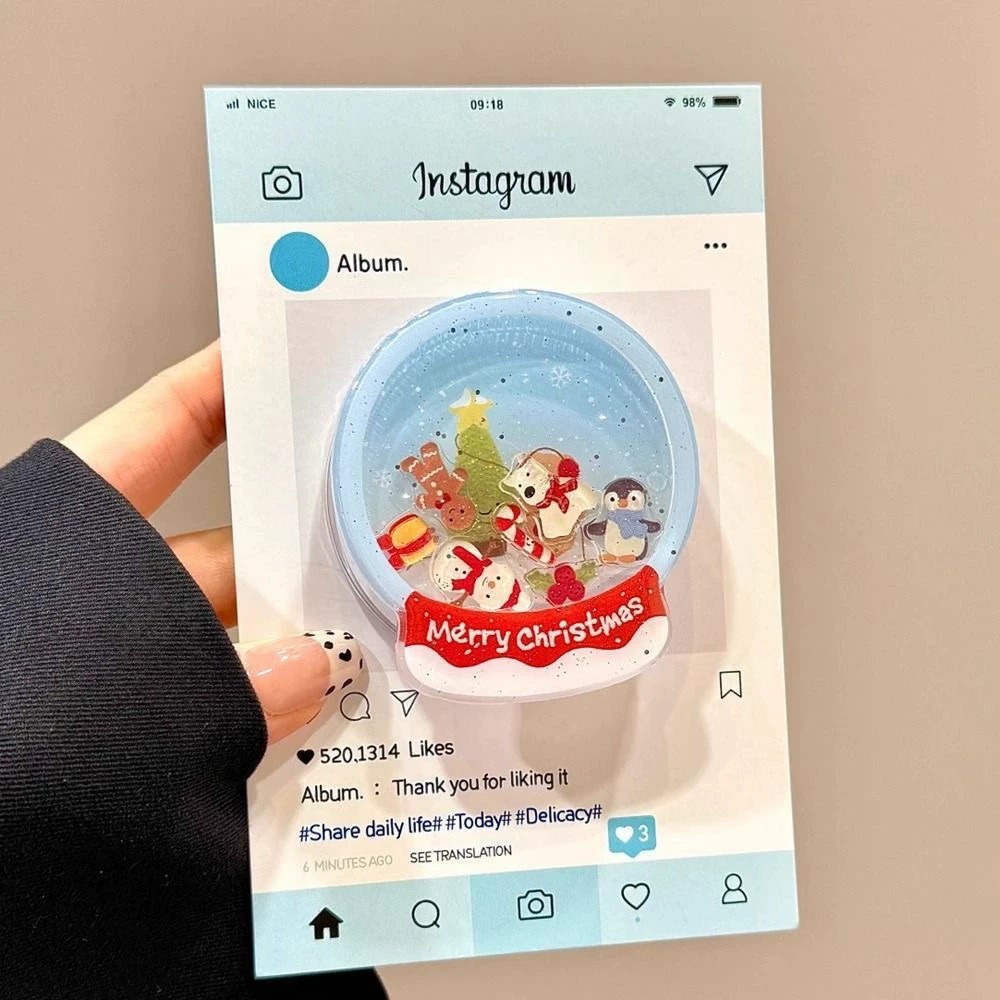 NICE 09:18 98%
Instagram
Album.
Merry Christmas
520,1314 Likes
Album. : Thank you for liking it
#Share daily life# #Today# #Delicacy#
3
6 MINUTES AGO SEE TRANSLATION